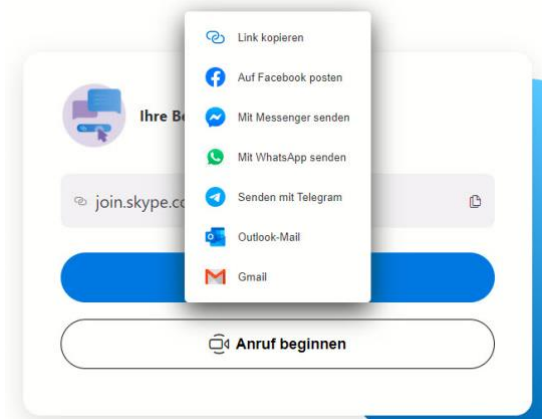 Link kopieren
Auf Facebook posten
Mit Messenger senden
Mit WhatsApp senden
Senden mit Telegram
Outlook-Mail
Gmail
Ihre
join.skype.co
Anruf beginnen